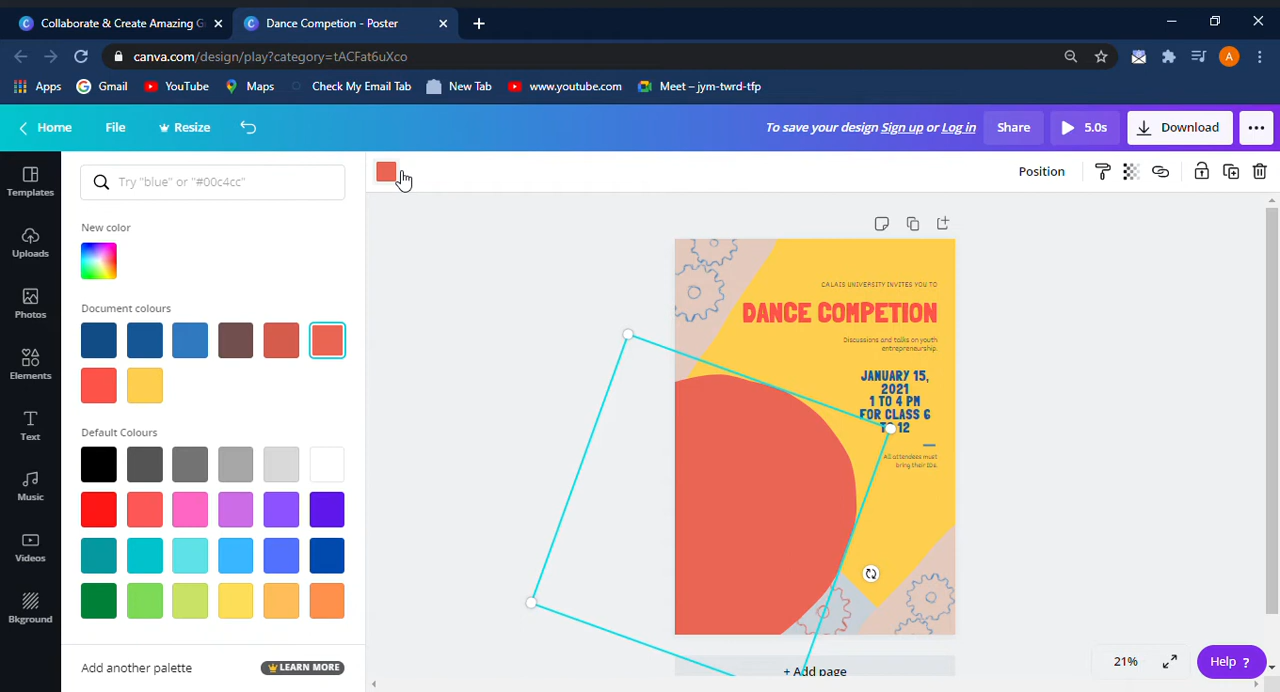 Collaborate & Create Amazing G
Dance Competion - Poster
canva.com/design/play?category=tACFat6uXco
A
Apps
Gmail
YouTube
Maps
Check My Email Tab
New Tab
www.youtube.com
Meet – jym-twrd-tfp
Home
File
Resize
To save your design Sign up or Log in
Share
5.0s
Download
Templates
Uploads
Photos
Elements
Text
Music
Videos
Bkground
Try "blue" or "#00c4cc"
New color
Document colours
Default Colours
Add another palette
LEARN MORE
Position
CALAIS UNIVERSITY INVITES YOU TO
DANCE COMPETION
Discussions and talks on youth
entrepreneurship.
JANUARY 15,
2021
1 TO 4 PM
FOR CLASS 6
TO 12
All attendees must
bring their IDs.
+ Add page
21%
Help ?